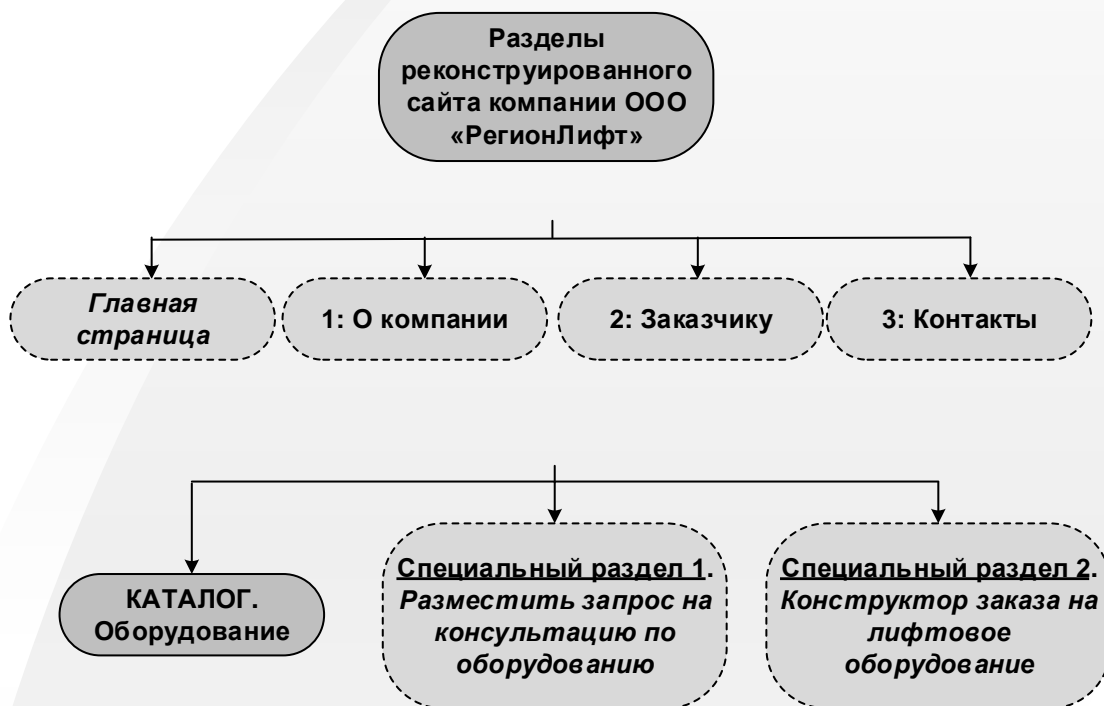 Разделы
реконструированного
сайта компании ООО
«РегионЛифт»
Главная
страница
1: О компании
2: Заказчику
3: Контакты
КАТАЛОГ.
Оборудование
Специальный раздел 1.
Разместить запрос на
консультацию по
оборудованию
Специальный раздел 2.
Конструктор заказа на
лифтовое
оборудование